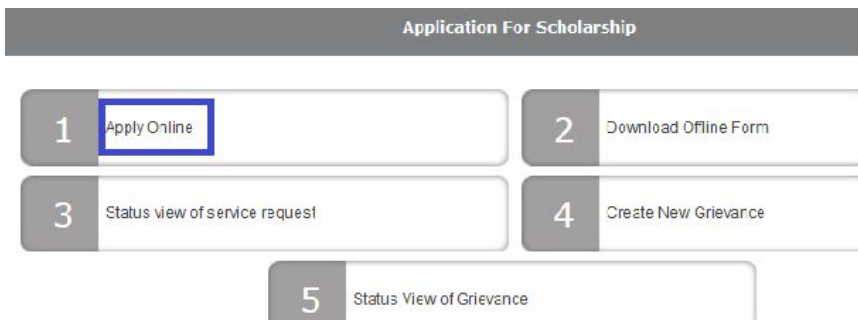 Application For Scholarship
1 Apply Online
2 Download Offline Form
3 Status view of service request
4 Create New Grievance
5 Status View of Grievance